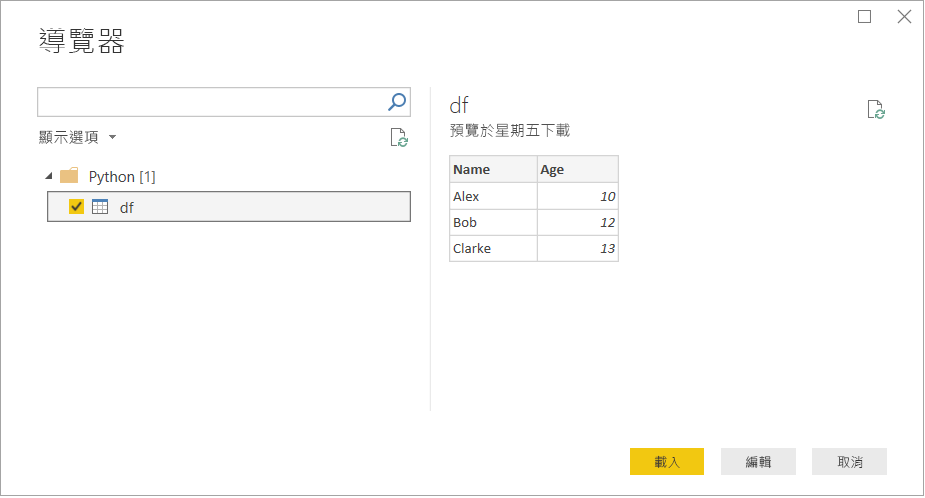 導覽器
顯示選項
Python [1]
df
df
預覽於星期五下載
Name Age
Alex 10
Bob 12
Clarke 13
載入 編輯 取消